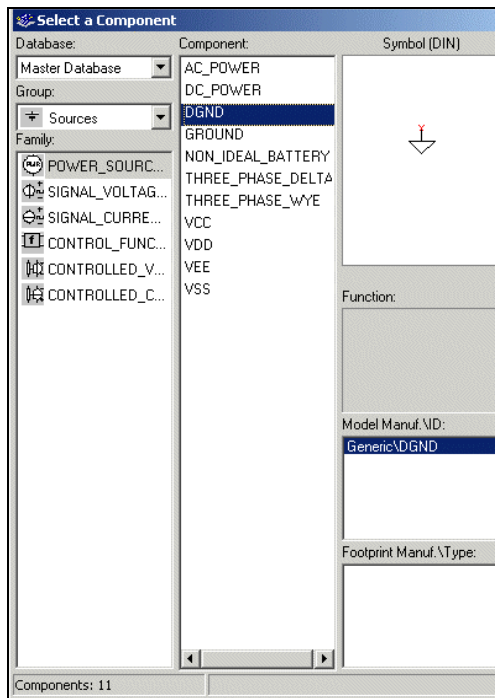 Select a Component
Database:
Master Database
Group:
Sources
Family:
POWER_SOURC...
SIGNAL_VOLTAG...
SIGNAL_CURRE...
CONTROL_FUNC...
CONTROLLED_V...
CONTROLLED_C...
Component:
AC_POWER
DC_POWER
DGND
GROUND
NON_IDEAL_BATTERY
THREE_PHASE_DELTA
THREE_PHASE_WYE
VCC
VDD
VEE
VSS
Symbol (DIN)
Function:
Model Manuf.\ID:
Generic\DGND
Footprint Manuf.\Type:
Components: 11